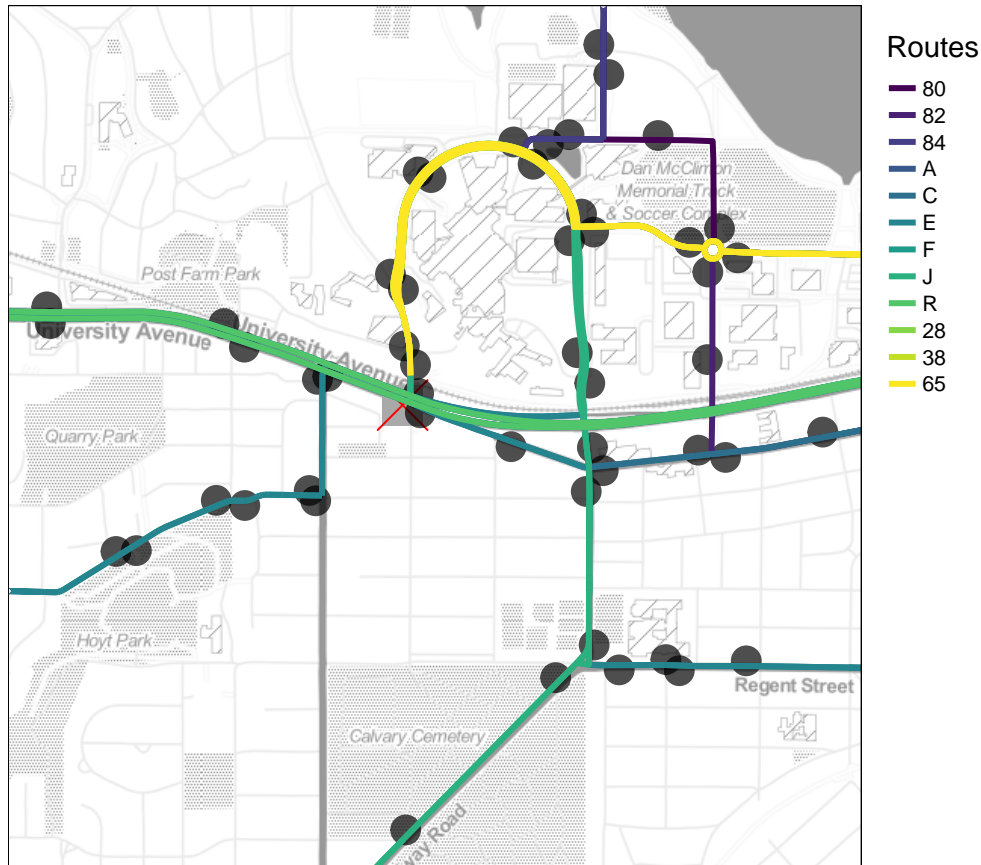 Routes
80
82
84
A
C
E
F
J
R
28
38
65
Dan McClimon
Memorial Track
& Soccer Complex
Post Farm Park
University Avenue
University Avenue
Quarry Park
Hoyt Park
Regent Street
Calvary Cemetery
way Road